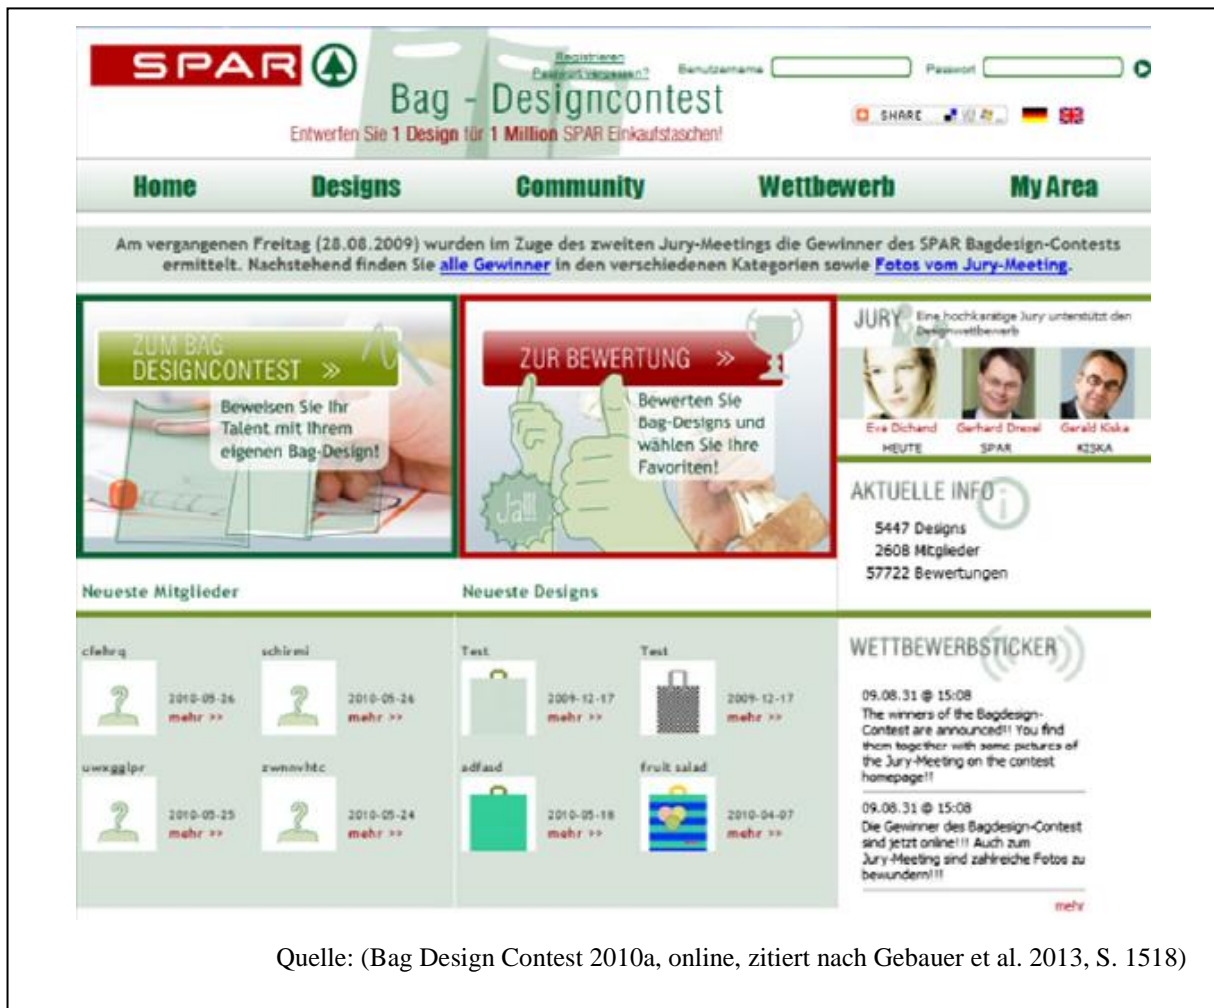 SPAR
Registrieren
Passwort vergessen?
Benutzername
Passwort
Bag - Designcontest
Entwerfen Sie 1 Design für 1 Million SPAR Einkaufstaschen!
SHARE
Home
Designs
Community
Wettbewerb
My Area
Am vergangenen Freitag (28.08.2009) wurden im Zuge des zweiten Jury-Meetings die Gewinner des SPAR Bagdesign-Contests
ermittelt. Nachstehend finden Sie alle Gewinner in den verschiedenen Kategorien sowie Fotos vom Jury-Meeting.
ZUM BAG
DESIGNCONTEST »
Beweisen Sie Ihr
Talent mit Ihrem
eigenen Bag-Design!
ZUR BEWERTUNG »
Bewerten Sie
Bag-Designs und
wählen Sie Ihre
Favoriten!
Ja!!!
JURY
Eine hochkarätige Jury unterstützt den
Designwettbewerb
Eva Dichand
Gerhard Drexel
Gerald Kiska
HEUTE
SPAR
KISKA
AKTUELLE INFO
5447 Designs
2608 Mitglieder
57722 Bewertungen
Neueste Mitglieder
Neueste Designs
cfehrq
2010-05-26
mehr >>
schirmi
2010-05-26
mehr >>
Test
2009-12-17
mehr >>
Test
2009-12-17
mehr >>
uwxgglpr
2010-05-25
mehr >>
zwnnvhtc
2010-05-24
mehr >>
adfasd
2010-05-18
mehr >>
fruit salad
2010-04-07
mehr >>
WETTBEWERBSTICKER
09.08.31 @ 15:08
The winners of the Bagdesign-
Contest are announced!! You find
them together with some pictures of
the Jury-Meeting on the contest
homepage!!
09.08.31 @ 15:08
Die Gewinner des Bagdesign-Contest
sind jetzt online!!! Auch zum
Jury-Meeting sind zahlreiche Fotos zu
bewundern!!!
mehr
Quelle: (Bag Design Contest 2010a, online, zitiert nach Gebauer et al. 2013, S. 1518)